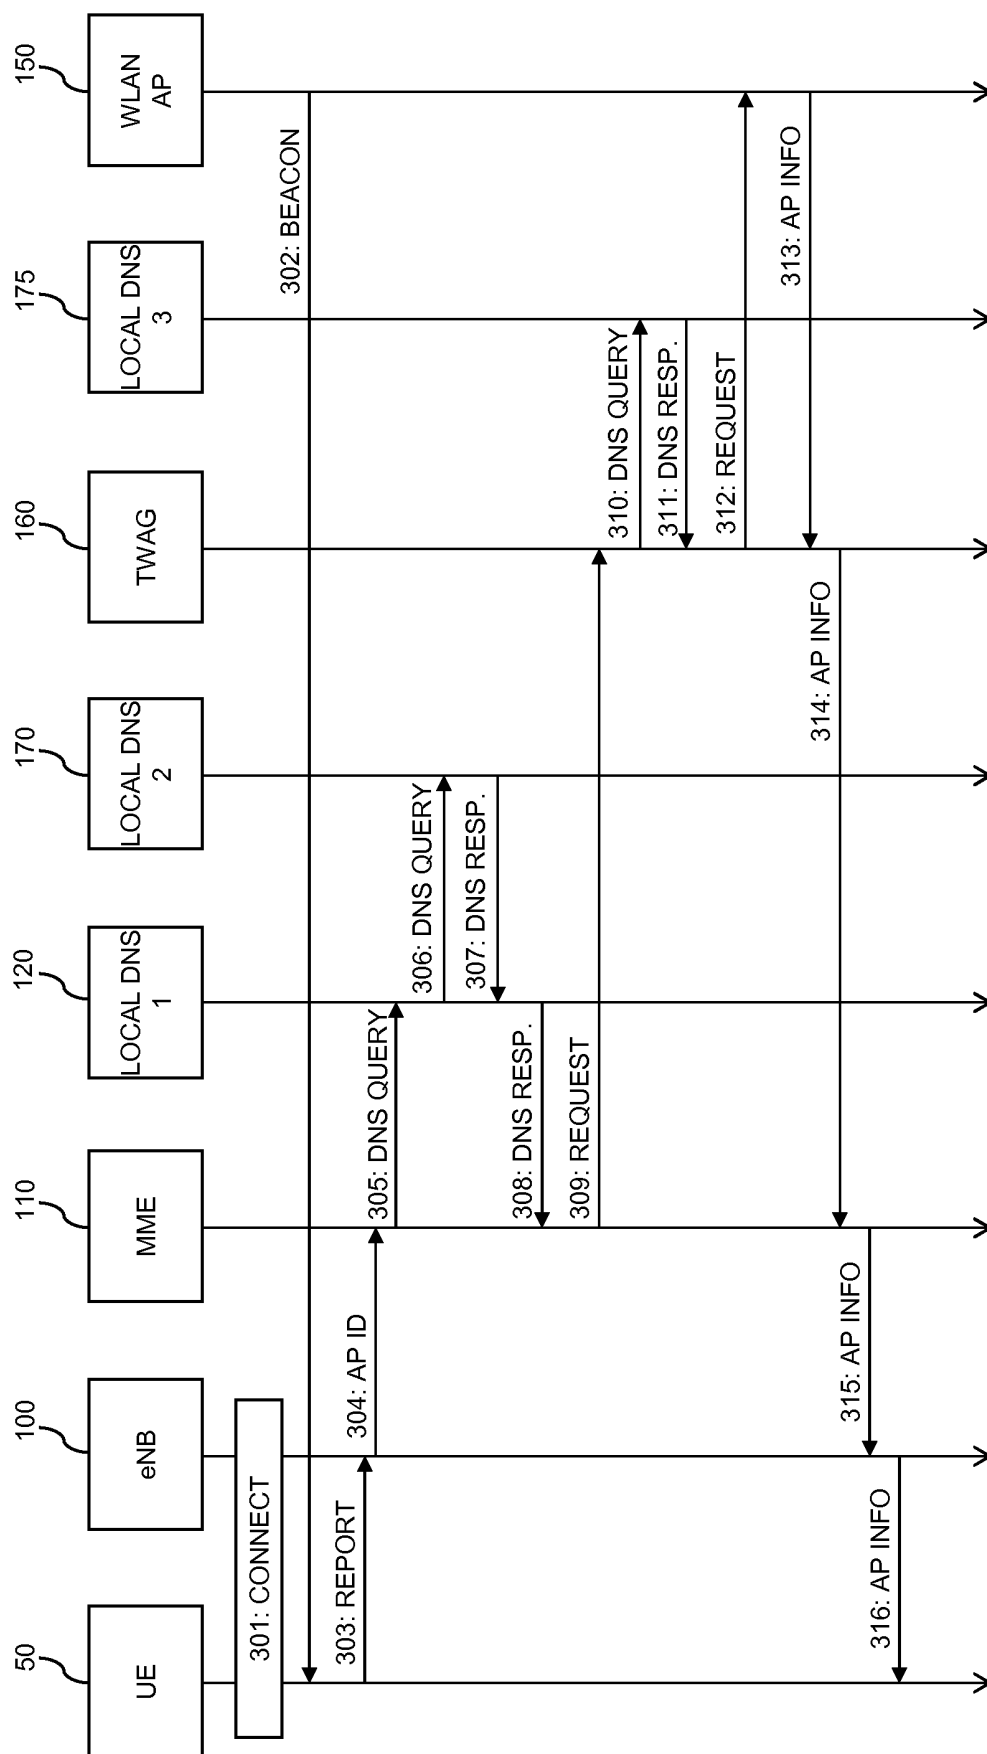 50
100
110
120
170
160
175
150
UE
eNB
MME
LOCAL DNS
1
LOCAL DNS
2
TWAG
LOCAL DNS
3
WLAN
AP
301: CONNECT
302: BEACON
303: REPORT
304: AP ID
305: DNS QUERY
306: DNS QUERY
307: DNS RESP.
308: DNS RESP.
309: REQUEST
310: DNS QUERY
311: DNS RESP.
312: REQUEST
313: AP INFO
314: AP INFO
315: AP INFO
316: AP INFO